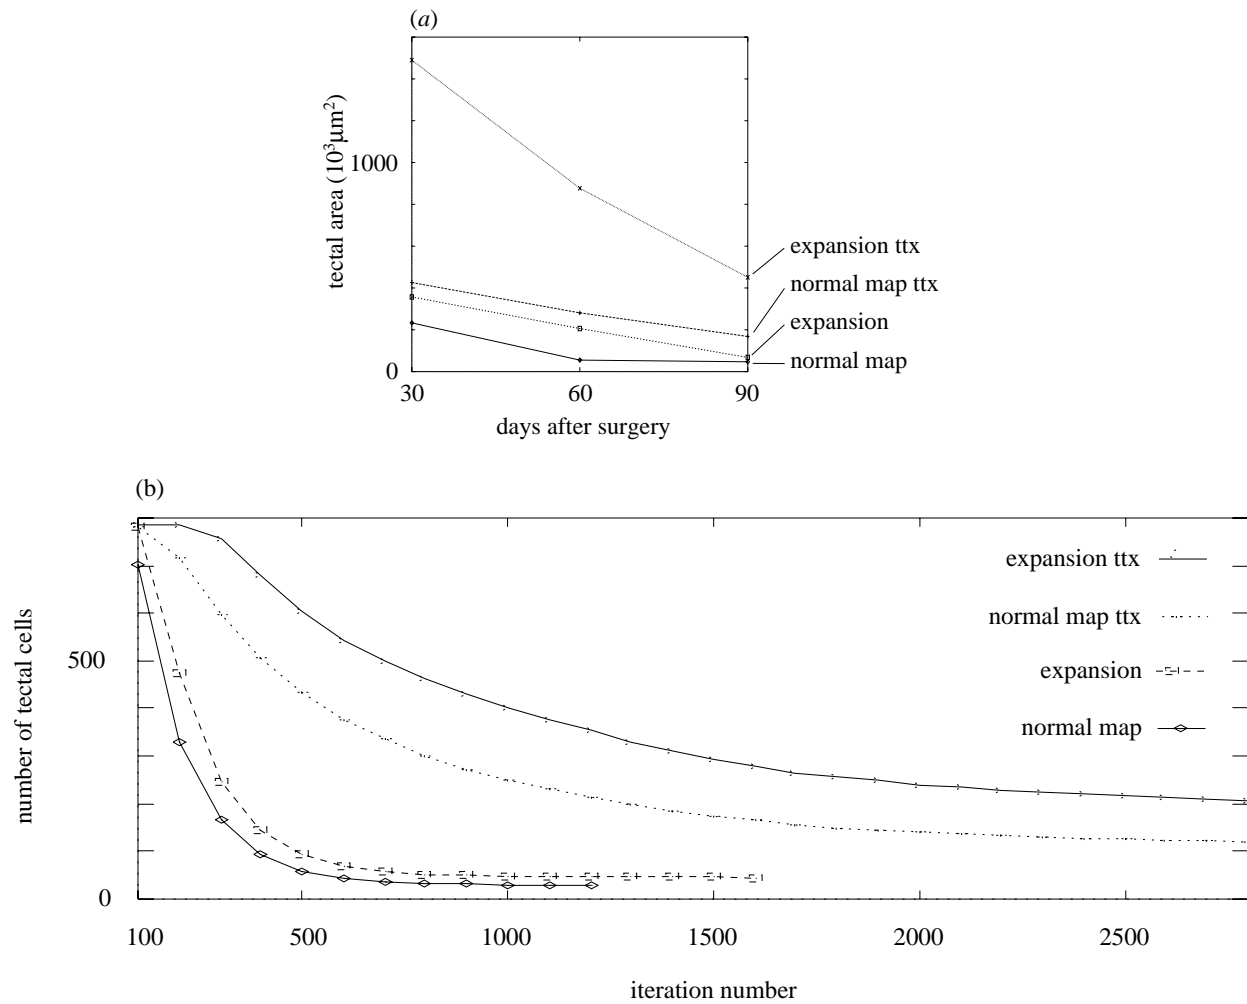 (a)
tectal area (10³µm²)
1000
0
30 60 90
days after surgery
expansion ttx
normal map ttx
expansion
normal map
(b)
number of tectal cells
500
0
100 500 1000 1500 2000 2500
iteration number
expansion ttx
normal map ttx
expansion
normal map